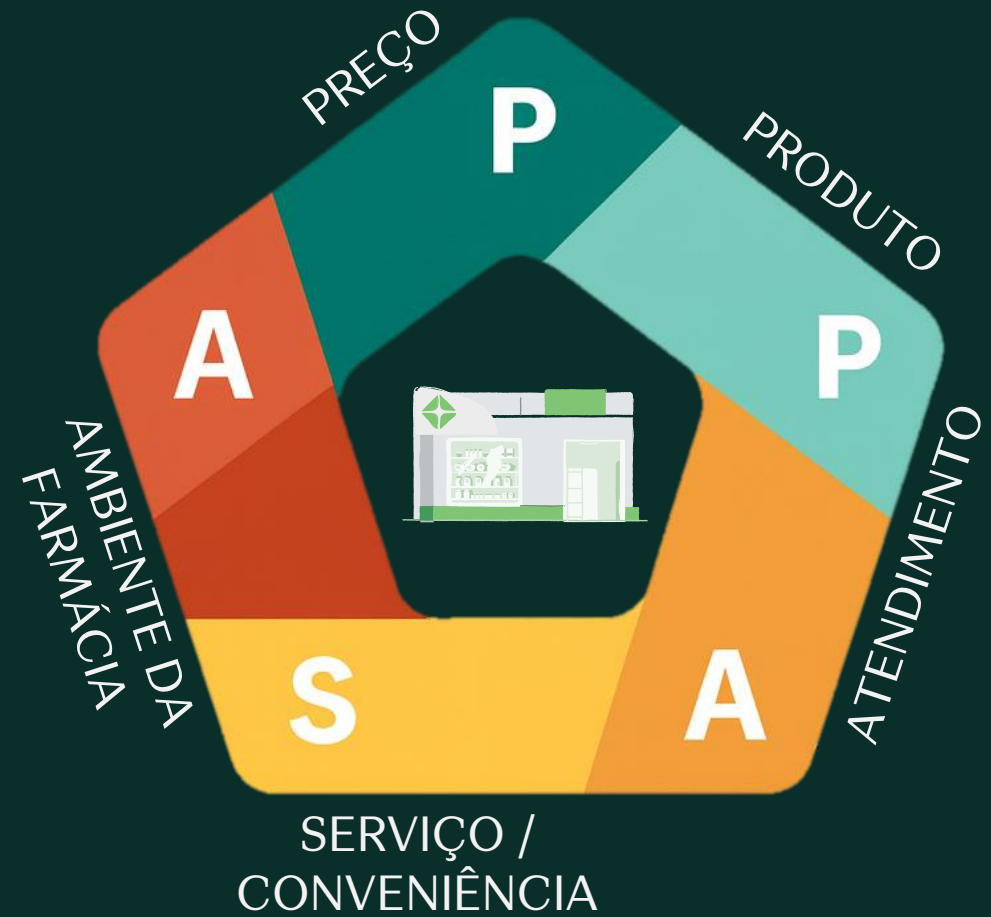 PREÇO
P
PRODUTO
P
A
ATENDIMENTO
AMBIENTE DA
FARMÁCIA
S
A
SERVIÇO /
CONVENIÊNCIA